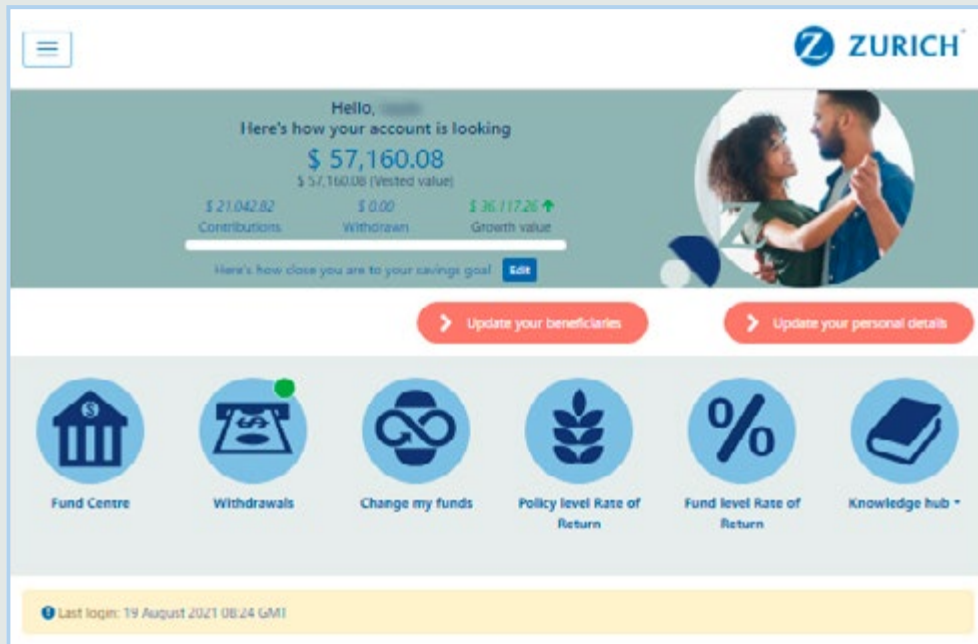 ZURICH
Hello,
Here's how your account is looking
$ 57,160.08
$ 57,160.08 (Vested value)
$ 21,042.82 $ 0.00 $ 36,117.26
Contributions Withdrawn Growth value
Here's how close you are to your savings goal Edit
Update your beneficiaries Update your personal details
Fund Centre Withdrawals Change my funds Policy level Rate of Return Fund level Rate of Return Knowledge hub
Last login: 19 August 2021 08:24 GMT